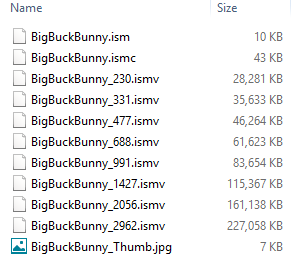 Name Size
BigBuckBunny.ism 10 KB
BigBuckBunny.ismc 43 KB
BigBuckBunny_230.ismv 28,281 KB
BigBuckBunny_331.ismv 35,633 KB
BigBuckBunny_477.ismv 46,264 KB
BigBuckBunny_688.ismv 61,623 KB
BigBuckBunny_991.ismv 83,654 KB
BigBuckBunny_1427.ismv 115,367 KB
BigBuckBunny_2056.ismv 161,138 KB
BigBuckBunny_2962.ismv 227,058 KB
BigBuckBunny_Thumb.jpg 7 KB